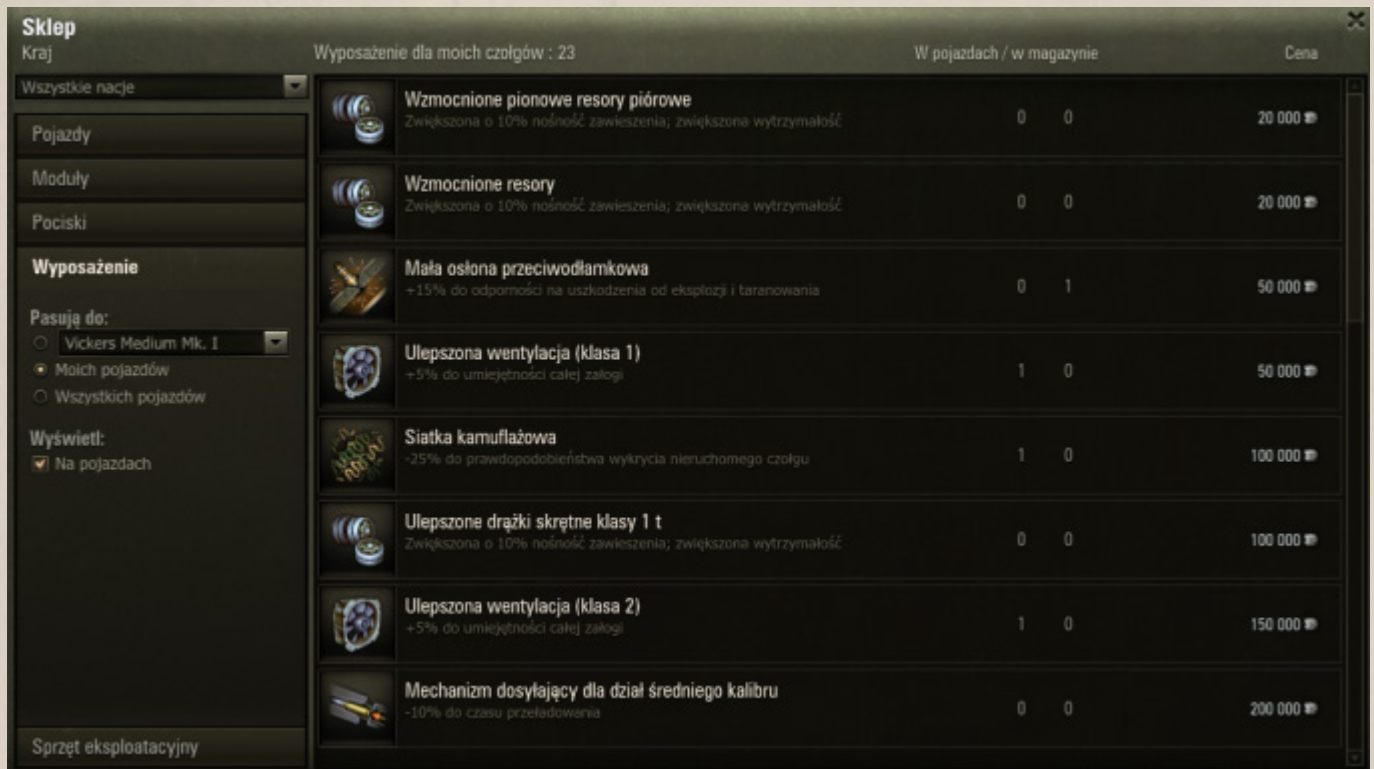 Sklep
Kraj
Wszystkie nacje
Pojazdy
Moduły
Pociski
Wyposażenie
Pasują do:
Vickers Medium Mk. I
Moich pojazdów
Wszystkich pojazdów
Wyświetl:
Na pojazdach
Sprzęt eksploatacyjny
Wyposażenie dla moich czołgów : 23 W pojazdach / w magazynie Cena
Wzmocnione pionowe resory piórowe
Zwiększona o 10% nośność zawieszenia; zwiększona wytrzymałość 0 0 20 000
Wzmocnione resory
Zwiększona o 10% nośność zawieszenia; zwiększona wytrzymałość 0 0 20 000
Mała osłona przeciwodłamkowa
+15% do odporności na uszkodzenia od eksplozji i taranowania 0 1 50 000
Ulepszona wentylacja (klasa 1)
+5% do umiejętności całej załogi 1 0 50 000
Siatka kamuflażowa
-25% do prawdopodobieństwa wykrycia nieruchomego czołgu 1 0 100 000
Ulepszone drążki skrętne klasy 1 t
Zwiększona o 10% nośność zawieszenia; zwiększona wytrzymałość 0 0 100 000
Ulepszona wentylacja (klasa 2)
+5% do umiejętności całej załogi 1 0 150 000
Mechanizm dosyłający dla dział średniego kalibru
-10% do czasu przeładowania 0 0 200 000